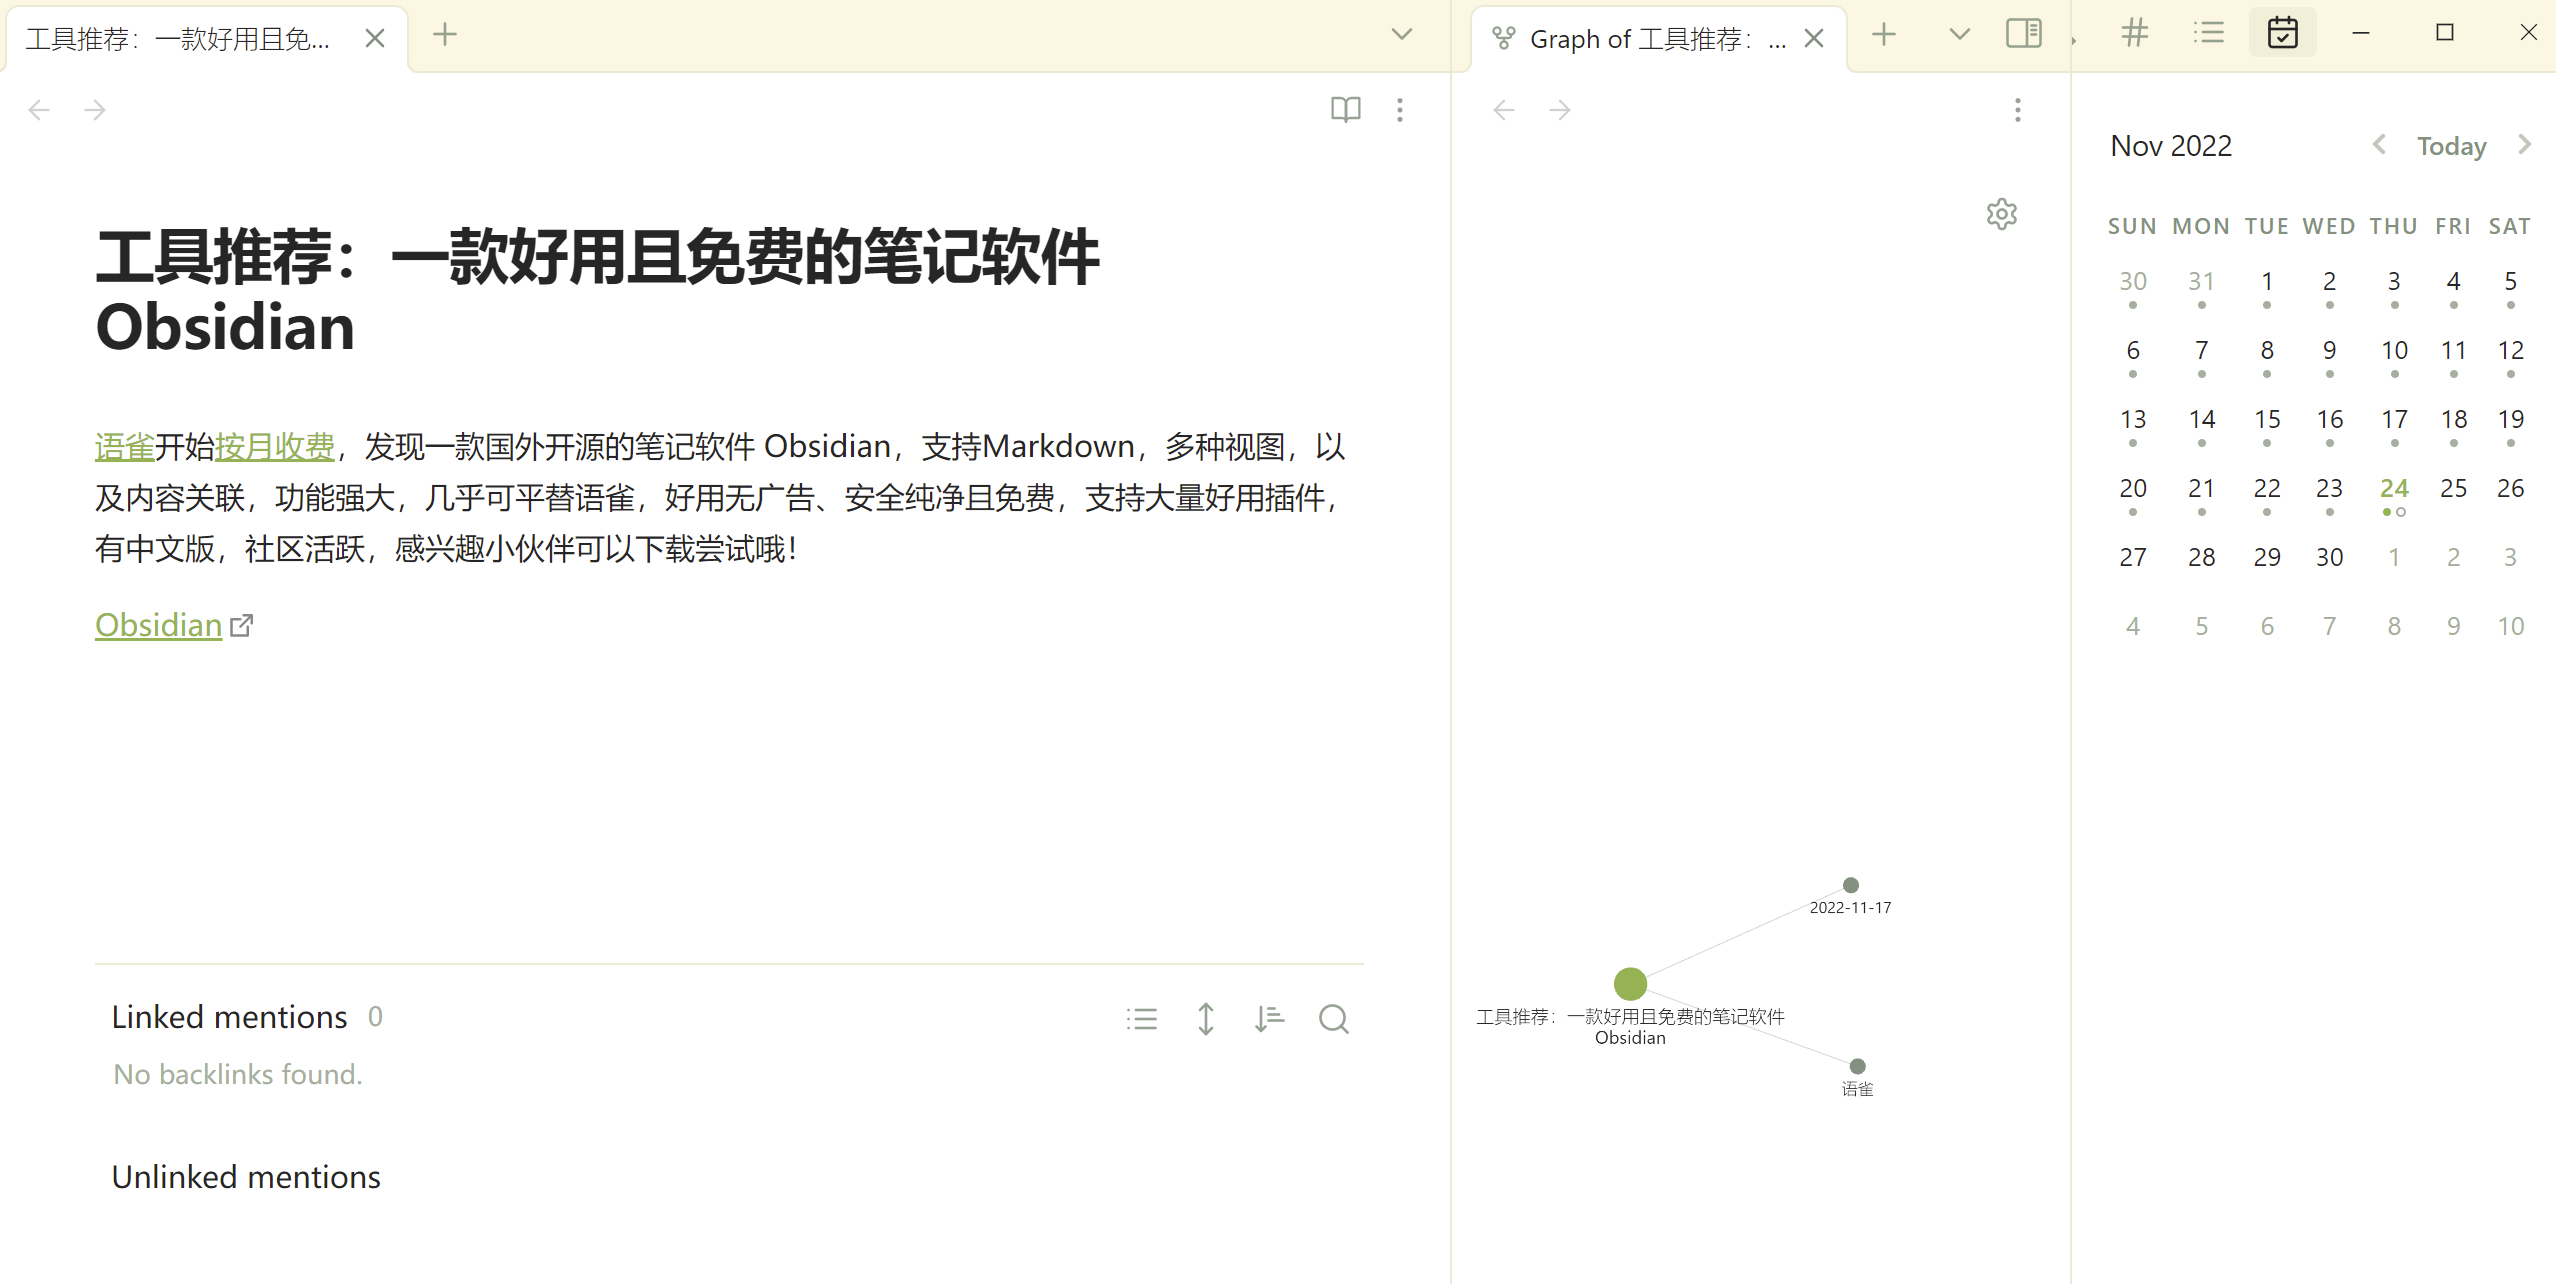 工具推荐：一款好用且免...
Graph of 工具推荐：...
工具推荐：一款好用且免费的笔记软件
Obsidian
语雀开始按月收费，发现一款国外开源的笔记软件 Obsidian，支持Markdown，多种视图，以
及内容关联，功能强大，几乎可平替语雀，好用无广告、安全纯净且免费，支持大量好用插件，
有中文版，社区活跃，感兴趣小伙伴可以下载尝试哦！
Obsidian
Linked mentions 0
No backlinks found.
Unlinked mentions
2022-11-17
工具推荐：一款好用且免费的笔记软件
Obsidian
语雀
Nov 2022
Today
SUN MON TUE WED THU FRI SAT
30 31 1 2 3 4 5
6 7 8 9 10 11 12
13 14 15 16 17 18 19
20 21 22 23 24 25 26
27 28 29 30 1 2 3
4 5 6 7 8 9 10